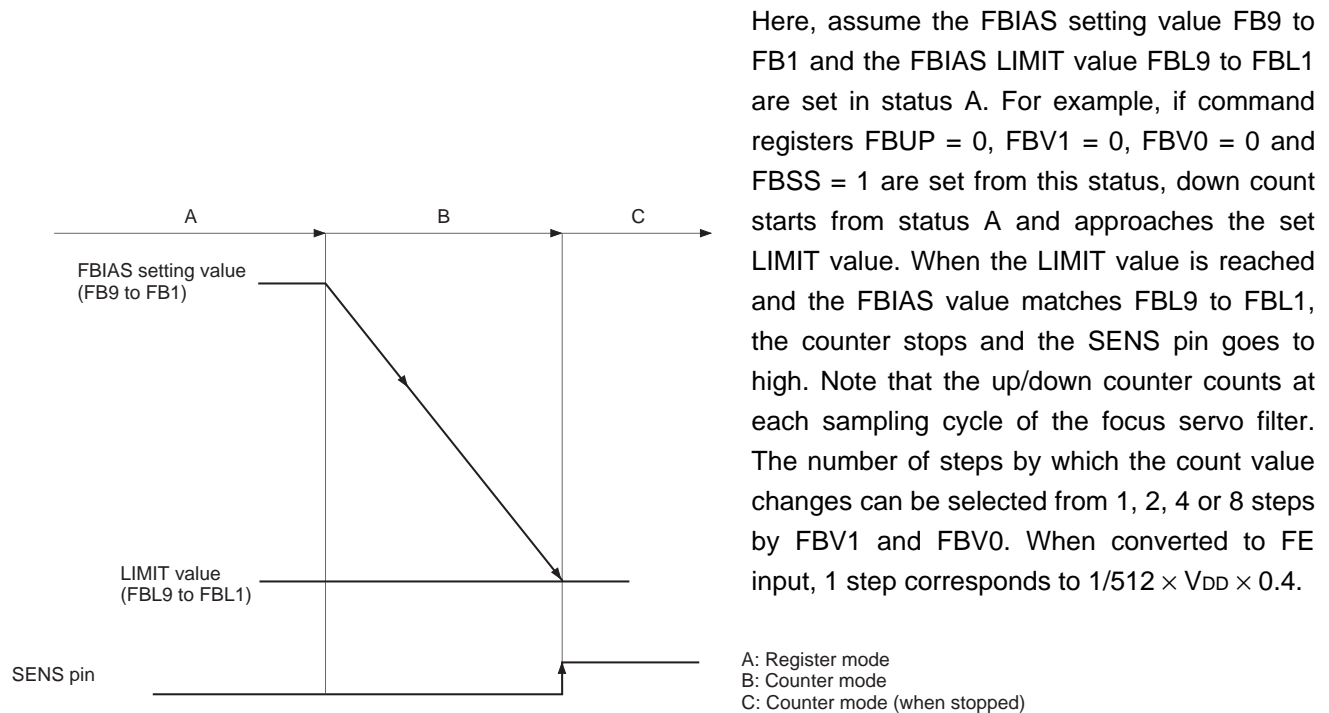 Here, assume the FBIAS setting value FB9 to
FB1 and the FBIAS LIMIT value FBL9 to FBL1
are set in status A. For example, if command
registers FBUP = 0, FBV1 = 0, FBV0 = 0 and
FBSS = 1 are set from this status, down count
starts from status A and approaches the set
LIMIT value. When the LIMIT value is reached
and the FBIAS value matches FBL9 to FBL1,
the counter stops and the SENS pin goes to
high. Note that the up/down counter counts at
each sampling cycle of the focus servo filter.
The number of steps by which the count value
changes can be selected from 1, 2, 4 or 8 steps
by FBV1 and FBV0. When converted to FE
input, 1 step corresponds to 1/512 × VDD × 0.4.
A B C
FBIAS setting value
(FB9 to FB1)
LIMIT value
(FBL9 to FBL1)
SENS pin
A: Register mode
B: Counter mode
C: Counter mode (when stopped)